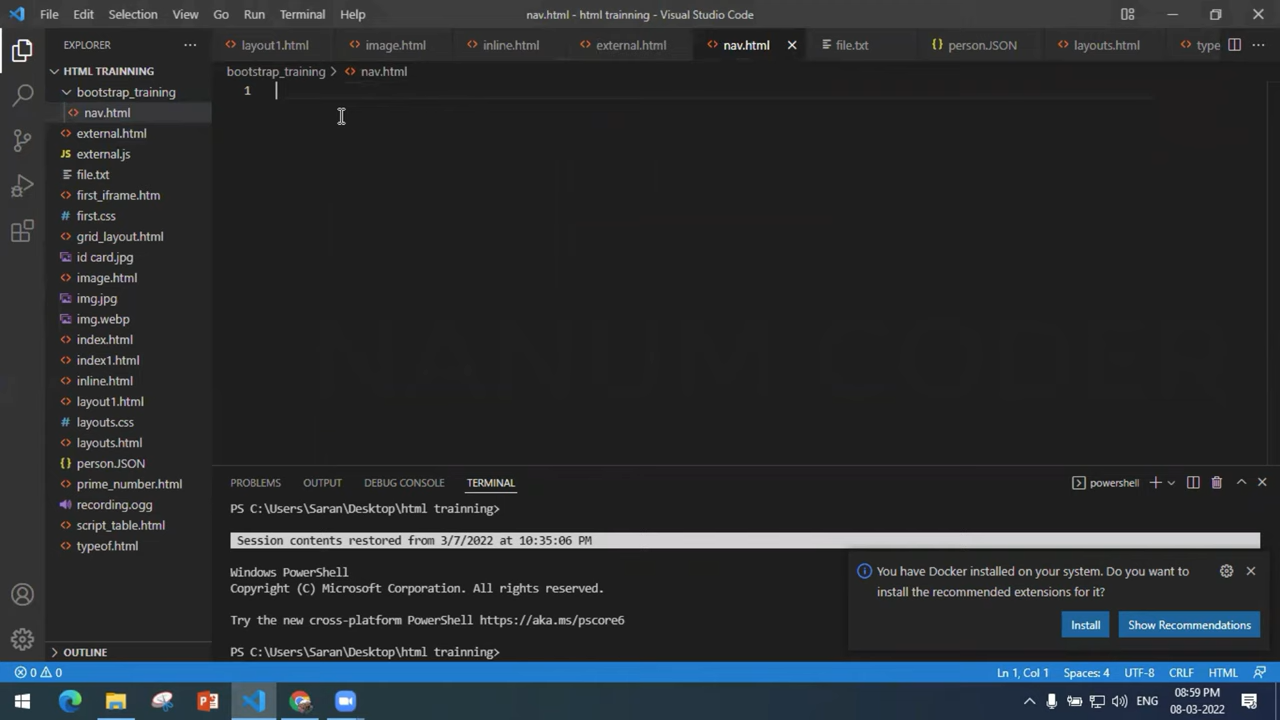 File Edit Selection View Go Run Terminal Help
nav.html - html trainning - Visual Studio Code
EXPLORER
layout1.html image.html inline.html external.html nav.html file.txt personJSON layouts.html type
HTML TRAINNING
bootstrap_training > nav.html
bootstrap_training
nav.html
external.html
JS external.js
file.txt
first_iframe.htm
# first.css
grid_layout.html
id card.jpg
image.html
img.jpg
img.webp
index.html
index1.html
inline.html
layout1.html
# layouts.css
layouts.html
{} person.JSON
prime_number.html
recording.ogg
script_table.html
typeof.html
OUTLINE
1
NANUM CODER
PROBLEMS OUTPUT DEBUG CONSOLE TERMINAL
powershell
PS C:\Users\Saran\Desktop\html trainning>
Session contents restored from 3/7/2022 at 10:35:06 PM
Windows PowerShell
Copyright (C) Microsoft Corporation. All rights reserved.
Try the new cross-platform PowerShell https://aka.ms/pscore6
PS C:\Users\Saran\Desktop\html trainning>
You have Docker installed on your system. Do you want to
install the recommended extensions for it?
Install Show Recommendations
0 0
Ln 1, Col 1 Spaces: 4 UTF-8 CRLF HTML
ENG
08:59 PM
08-03-2022